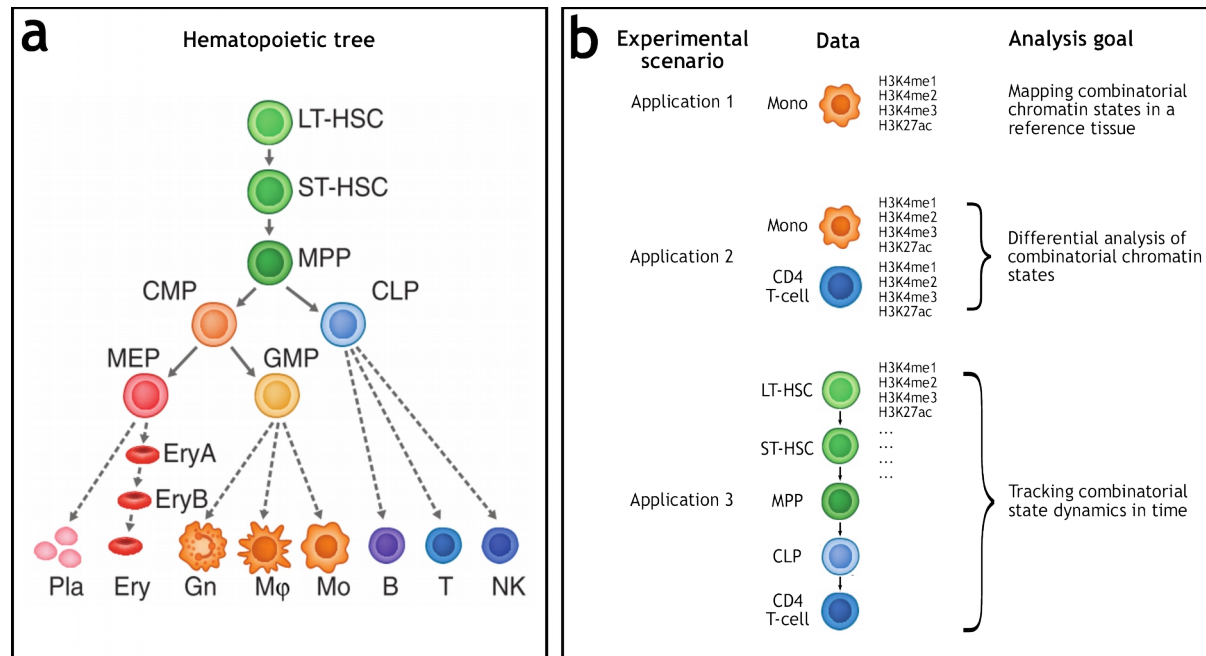 a
Hematopoietic tree
LT-HSC
ST-HSC
MPP
CMP
CLP
MEP
GMP
EryA
EryB
Pla
Ery
Gn
Mφ
Mo
B
T
NK
b
Experimental
scenario
Data
Analysis goal
Application 1
Mono
H3K4me1
H3K4me2
H3K4me3
H3K27ac
Mapping combinatorial
chromatin states in a
reference tissue
Application 2
Mono
H3K4me1
H3K4me2
H3K4me3
H3K27ac
CD4
T-cell
H3K4me1
H3K4me2
H3K4me3
H3K27ac
Differential analysis of
combinatorial chromatin
states
Application 3
LT-HSC
H3K4me1
H3K4me2
H3K4me3
H3K27ac
ST-HSC
...
...
...
...
MPP
CLP
CD4
T-cell
Tracking combinatorial
state dynamics in time